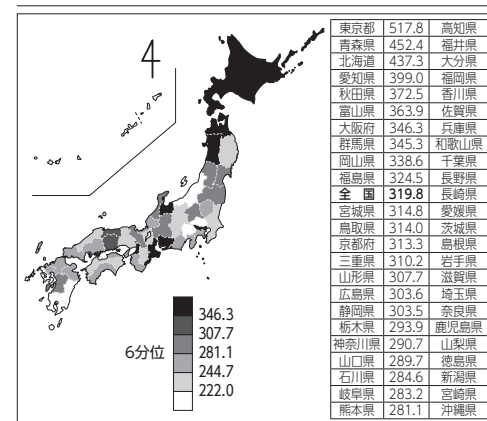 東京都 517.8 高知県
青森県 452.4 福井県
北海道 437.3 大分県
愛知県 399.0 福岡県
秋田県 372.5 香川県
富山県 363.9 佐賀県
大阪府 346.3 兵庫県
群馬県 345.3 和歌山県
岡山県 338.6 千葉県
福島県 324.5 長野県
全国 319.8 長崎県
宮城県 314.8 愛媛県
鳥取県 314.0 茨城県
京都府 313.3 島根県
三重県 310.2 岩手県
山形県 307.7 滋賀県
広島県 303.6 埼玉県
静岡県 303.5 奈良県
栃木県 293.9 鹿児島県
神奈川県 290.7 山梨県
山口県 289.7 徳島県
石川県 284.6 新潟県
岐阜県 283.2 宮崎県
熊本県 281.1 沖縄県
6分位
346.3
307.7
281.1
244.7
222.0